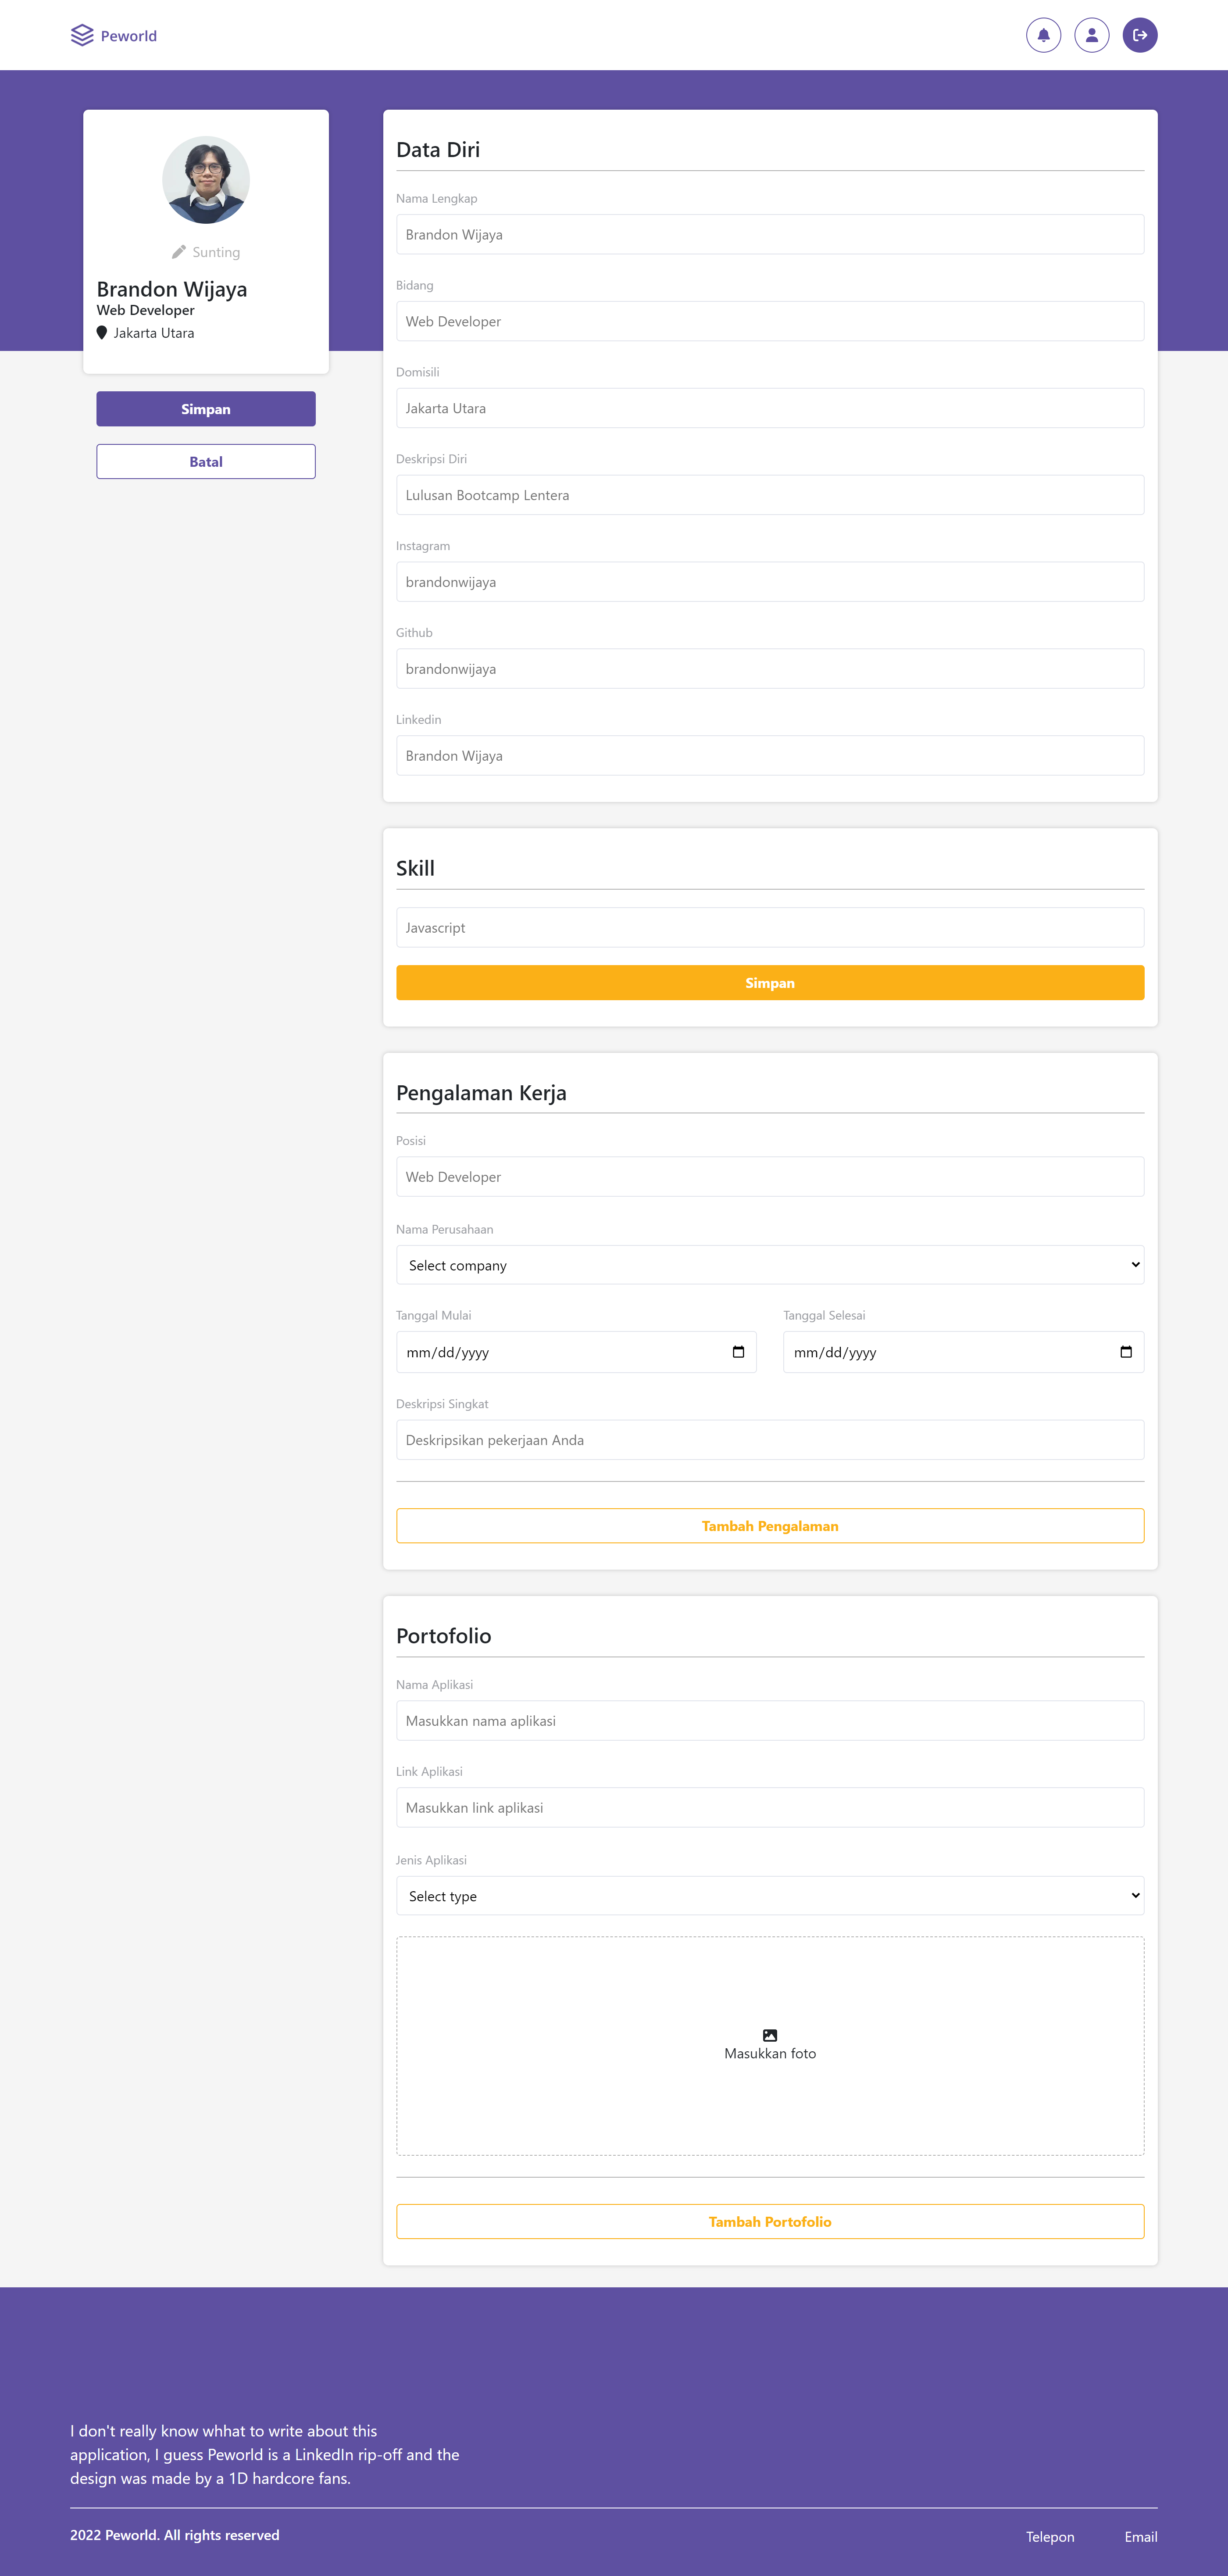 Peworld
Sunting
Brandon Wijaya
Web Developer
Jakarta Utara
Simpan
Batal
Data Diri
Nama Lengkap
Brandon Wijaya
Bidang
Web Developer
Domisili
Jakarta Utara
Deskripsi Diri
Lulusan Bootcamp Lentera
Instagram
brandonwijaya
Github
brandonwijaya
Linkedin
Brandon Wijaya
Skill
Javascript
Simpan
Pengalaman Kerja
Posisi
Web Developer
Nama Perusahaan
Select company
Tanggal Mulai Tanggal Selesai
mm/dd/yyyy mm/dd/yyyy
Deskripsi Singkat
Deskripsikan pekerjaan Anda
Tambah Pengalaman
Portofolio
Nama Aplikasi
Masukkan nama aplikasi
Link Aplikasi
Masukkan link aplikasi
Jenis Aplikasi
Select type
Masukkan foto
Tambah Portofolio
I don't really know whhat to write about this
application, I guess Peworld is a LinkedIn rip-off and the
design was made by a 1D hardcore fans.
2022 Peworld. All rights reserved
Telepon Email